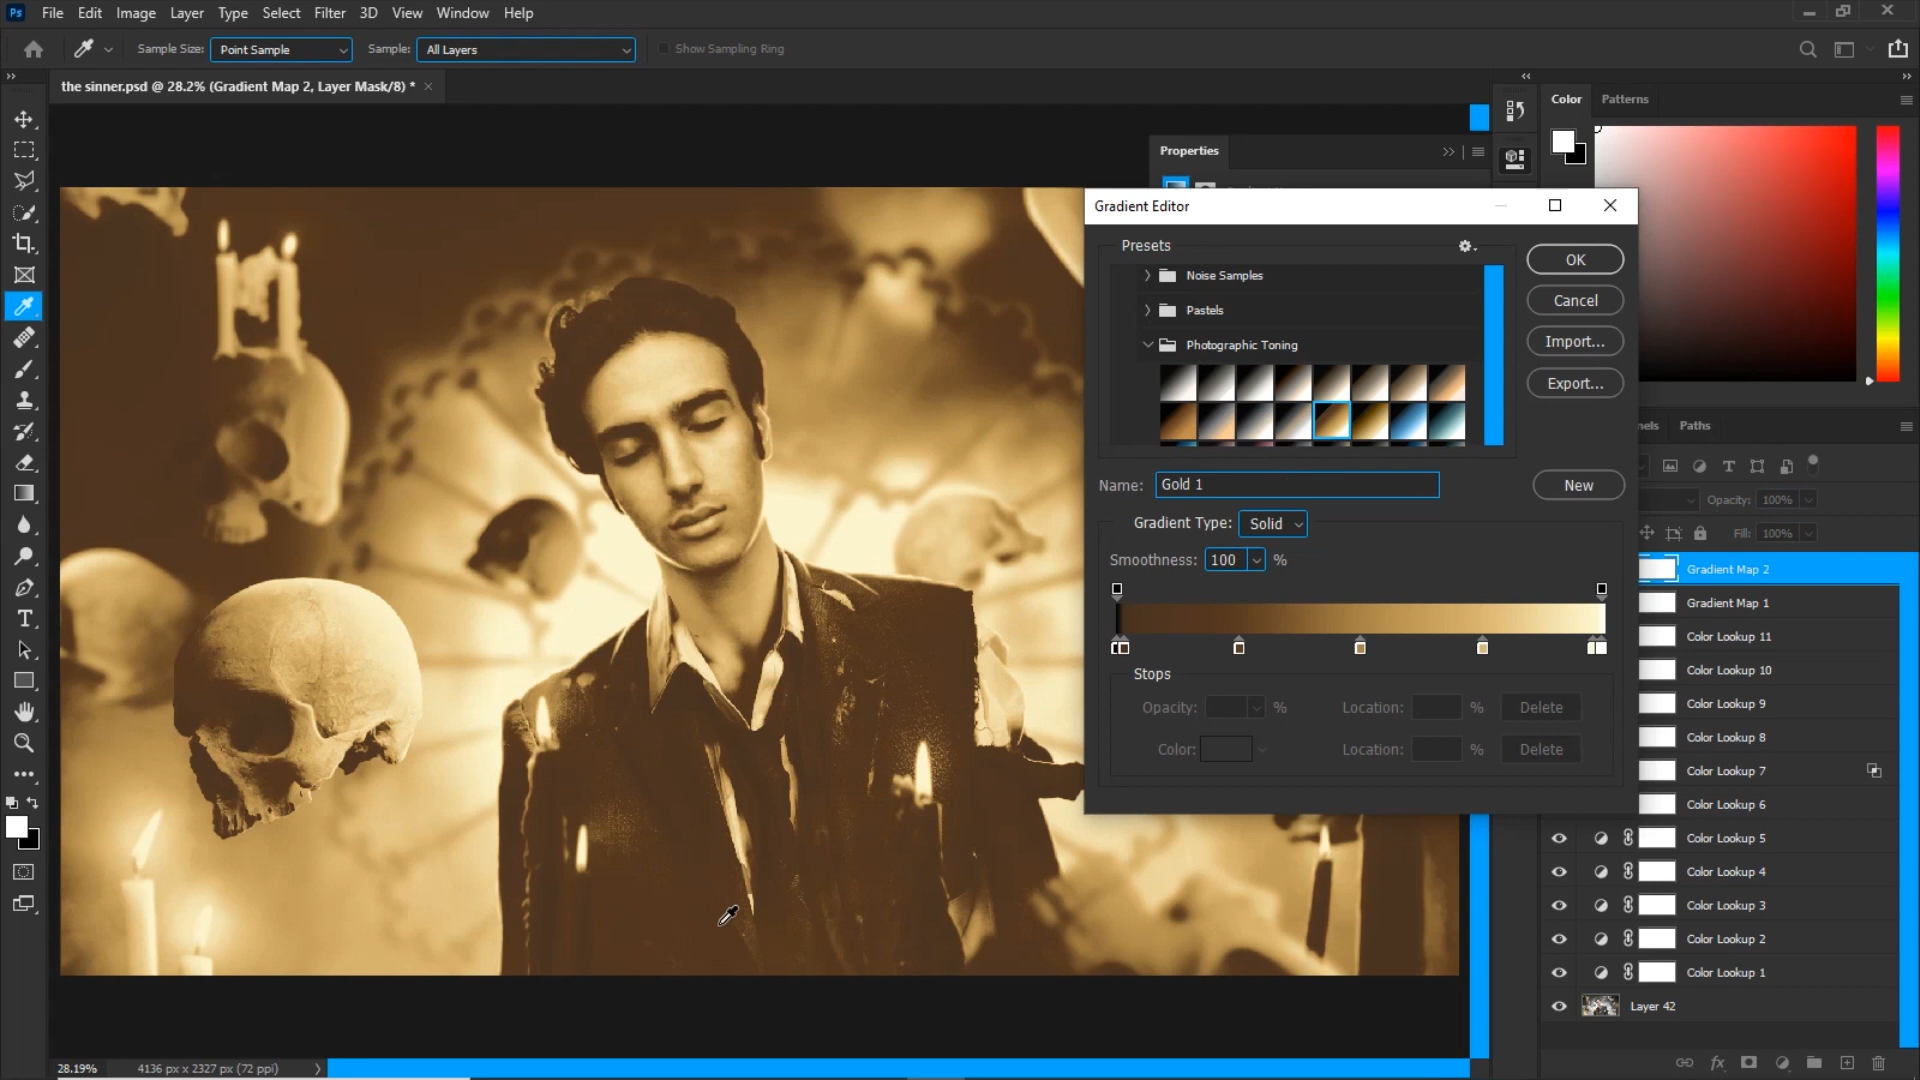 Ps File Edit Image Layer Type Select Filter 3D View Window Help
Sample Size: Point Sample Sample: All Layers Show Sampling Ring
the sinner.psd @ 28.2% (Gradient Map 2, Layer Mask/8) *
Color Patterns
Properties
Gradient Editor
Presets
Noise Samples
Pastels
Photographic Toning
OK
Cancel
Import...
Export...
Name: Gold 1
New
Gradient Type: Solid
Smoothness: 100 %
Stops
Opacity: % Location: % Delete
Color: Location: % Delete
nels Paths
Opacity: 100%
Fill: 100%
Gradient Map 2
Gradient Map 1
Color Lookup 11
Color Lookup 10
Color Lookup 9
Color Lookup 8
Color Lookup 7
Color Lookup 6
Color Lookup 5
Color Lookup 4
Color Lookup 3
Color Lookup 2
Color Lookup 1
Layer 42
fx
28.19% 4136 px x 2327 px (72 ppi)